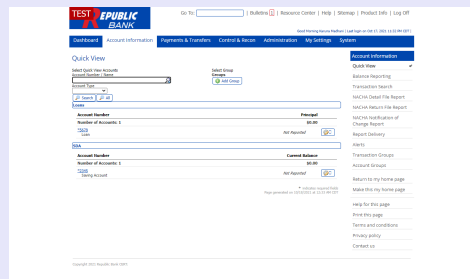 TEST REPUBLIC BANK
Go To: | Bulletins | Resource Center | Help | Sitemap | Product Info | Log Off
Dashboard Account Information Payments & Transfers Control & Recon Administration My Settings System
Quick View
Select Quick View Accounts
Account Number | Name
Account Type
Search All
Select Group
Groups
Add Group
Loans
Account Number Principal
Number of Accounts: 1 $0.00
Loan Not Reported
DDA
Account Number Current Balance
Number of Accounts: 1 $0.00
Saving Account Not Reported
* indicates required fields
Account Information
Quick View
Balance Reporting
Transaction Search
NACHA Detail File Report
NACHA Return File Report
NACHA Notification of
Change Report
Report Delivery
Alerts
Transaction Groups
Account Groups
Return to my home page
Make this my home page
Help for this page
Print this page
Terms and conditions
Privacy policy
Contact us